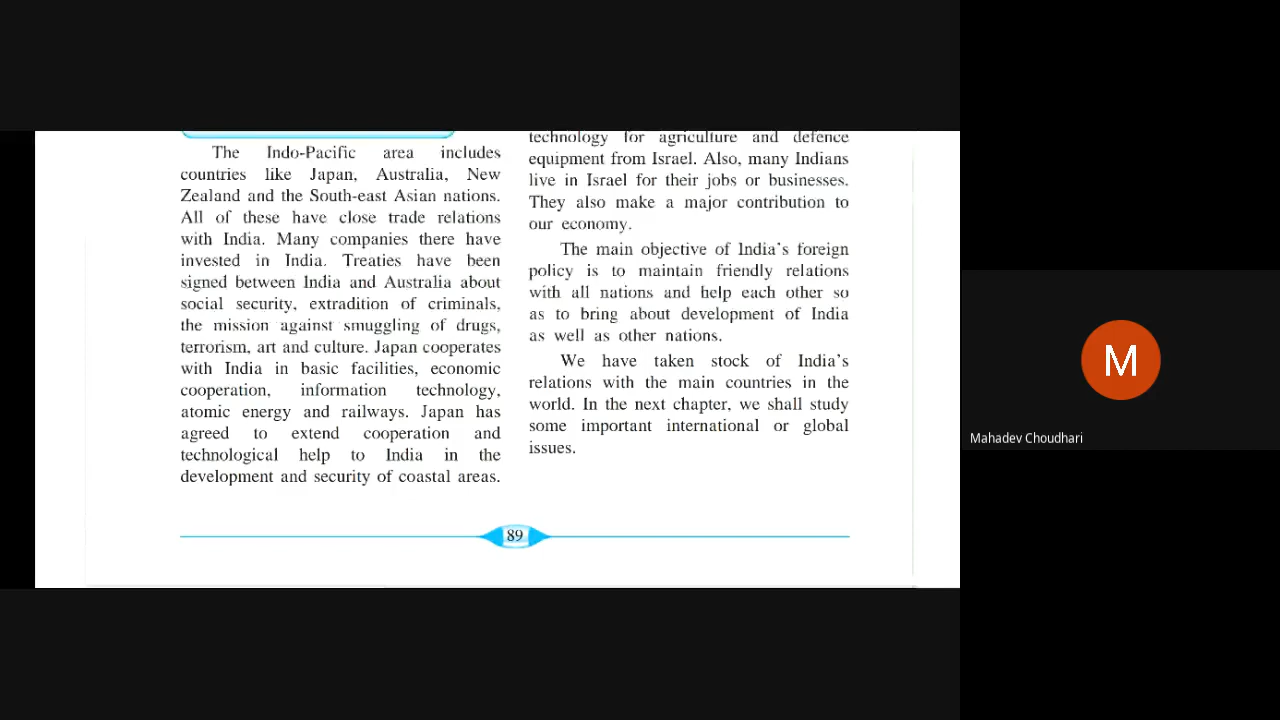 The Indo-Pacific area includes
countries like Japan, Australia, New
Zealand and the South-east Asian nations.
All of these have close trade relations
with India. Many companies there have
invested in India. Treaties have been
signed between India and Australia about
social security, extradition of criminals,
the mission against smuggling of drugs,
terrorism, art and culture. Japan cooperates
with India in basic facilities, economic
cooperation, information technology,
atomic energy and railways. Japan has
agreed to extend cooperation and
technological help to India in the
development and security of coastal areas.
technology for agriculture and defence
equipment from Israel. Also, many Indians
live in Israel for their jobs or businesses.
They also make a major contribution to
our economy.
The main objective of India's foreign
policy is to maintain friendly relations
with all nations and help each other so
as to bring about development of India
as well as other nations.
We have taken stock of India's
relations with the main countries in the
world. In the next chapter, we shall study
some important international or global
issues.
89
M
Mahadev Choudhari